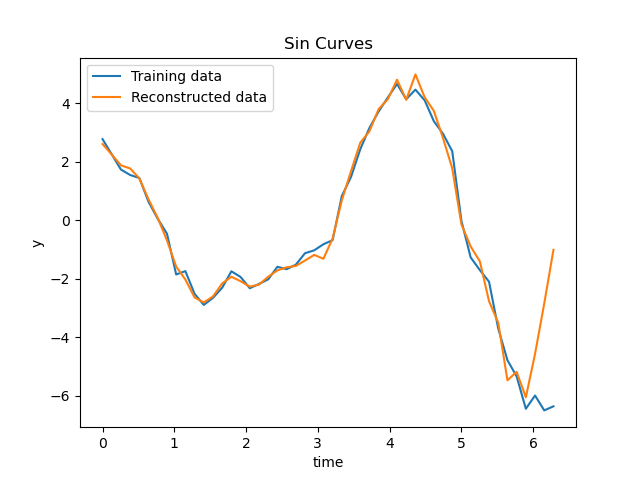 Sin Curves
Training data
Reconstructed data
4
2
0
−2
−4
−6
y
0 1 2 3 4 5 6
time